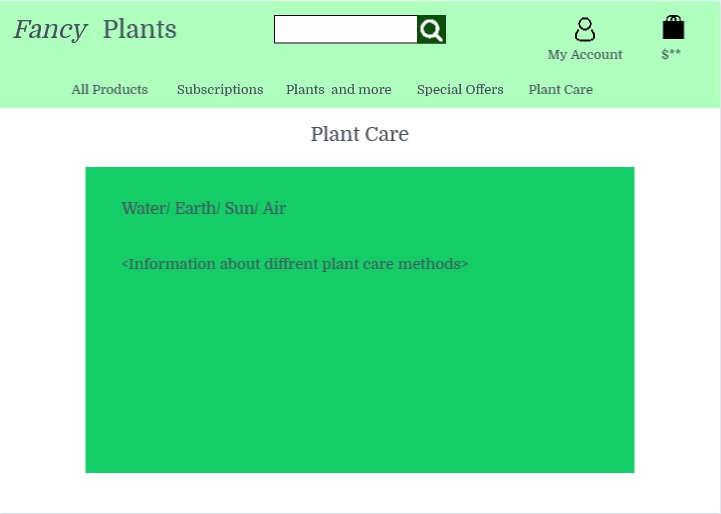 Fancy Plants
My Account
$**
All Products Subscriptions Plants and more Special Offers Plant Care
Plant Care
Water/ Earth/ Sun/ Air
<Information about diffrent plant care methods>